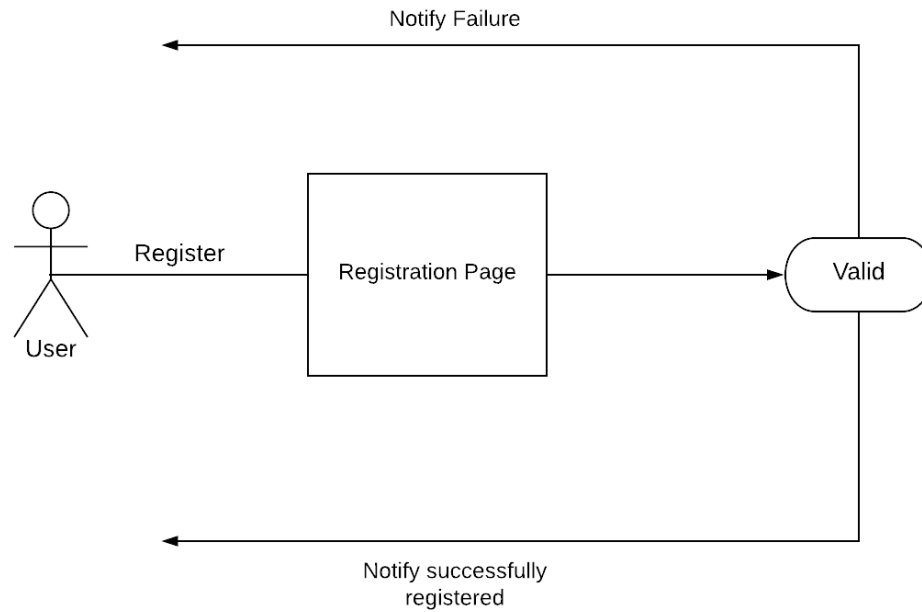 Notify Failure
Register
Registration Page
Valid
User
Notify successfully
registered